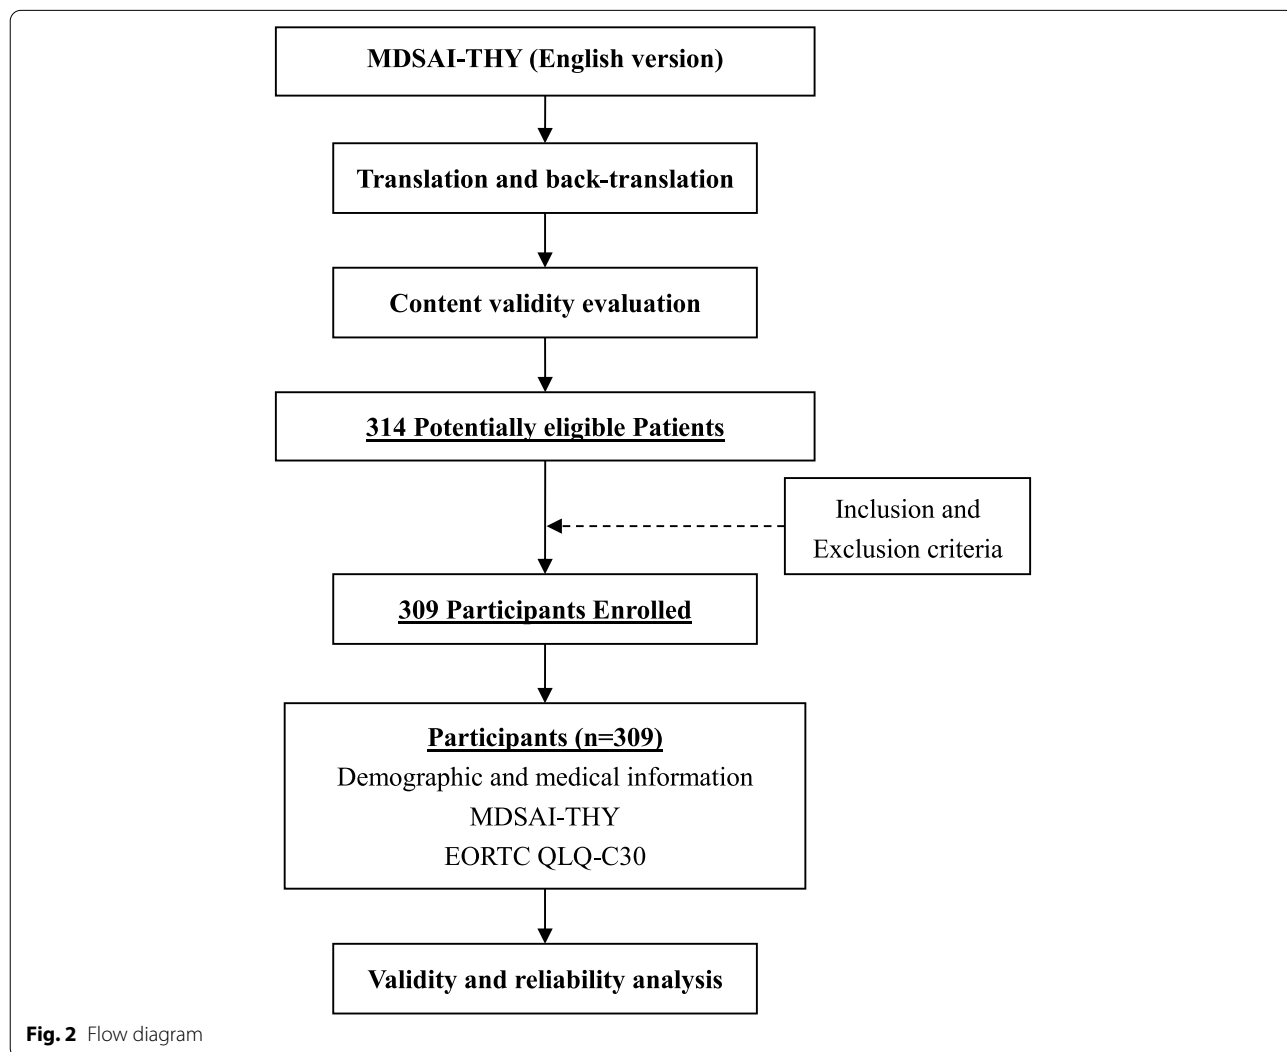 MDSAI-THY (English version)
Translation and back-translation
Content validity evaluation
314 Potentially eligible Patients
Inclusion and
Exclusion criteria
309 Participants Enrolled
Participants (n=309)
Demographic and medical information
MDSAI-THY
EORTC QLQ-C30
Validity and reliability analysis
Fig. 2 Flow diagram